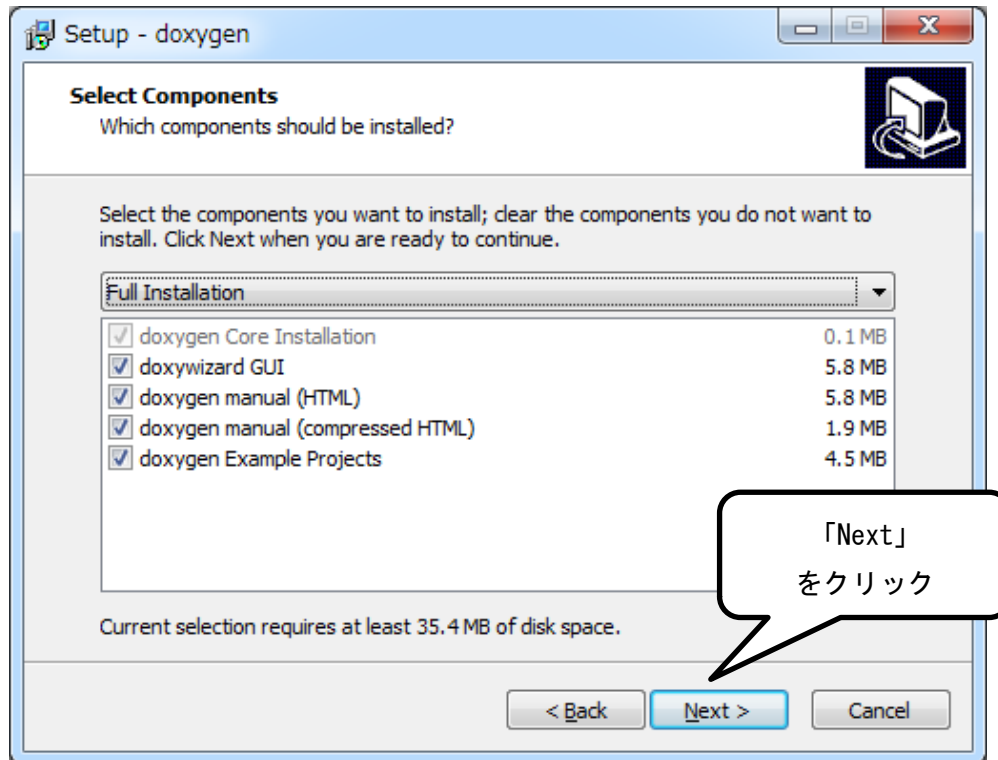 Setup - doxygen
Select Components
Which components should be installed?
Select the components you want to install; clear the components you do not want to
install. Click Next when you are ready to continue.
Full Installation
doxygen Core Installation 0.1 MB
doxywizard GUI 5.8 MB
doxygen manual (HTML) 5.8 MB
doxygen manual (compressed HTML) 1.9 MB
doxygen Example Projects 4.5 MB
「Next」
をクリック
Current selection requires at least 35.4 MB of disk space.
< Back Next > Cancel